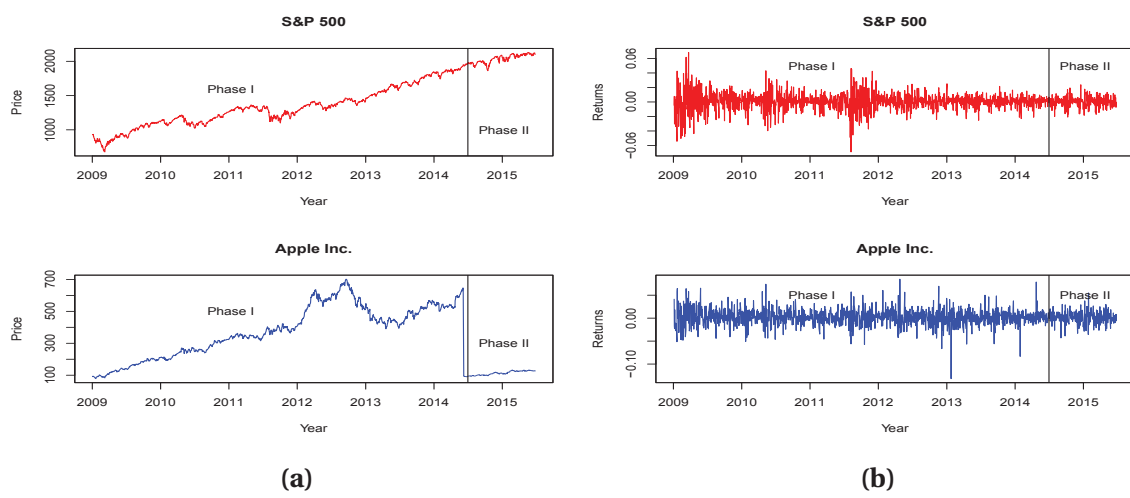 S&P 500
Price
1000 1500 2000
Phase I
Phase II
2009 2010 2011 2012 2013 2014 2015
Year
Apple Inc.
Price
100 300 500 700
Phase I
Phase II
2009 2010 2011 2012 2013 2014 2015
Year
(a)
S&P 500
Returns
−0.06 0.00 0.06
Phase I
Phase II
2009 2010 2011 2012 2013 2014 2015
Year
Apple Inc.
Returns
−0.10 0.00
Phase I
Phase II
2009 2010 2011 2012 2013 2014 2015
Year
(b)